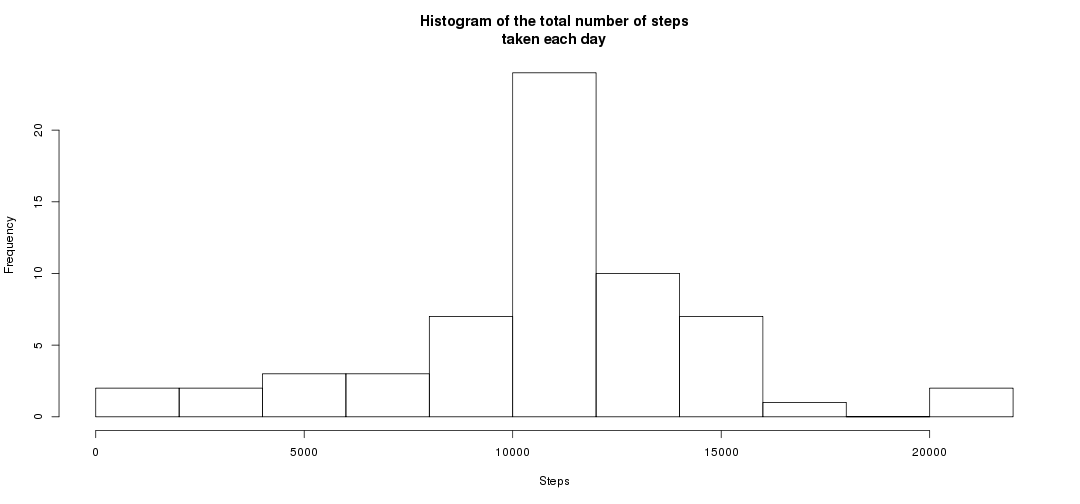 Histogram of the total number of steps
taken each day
Frequency
20
15
10
5
0
0 5000 10000 15000 20000
Steps